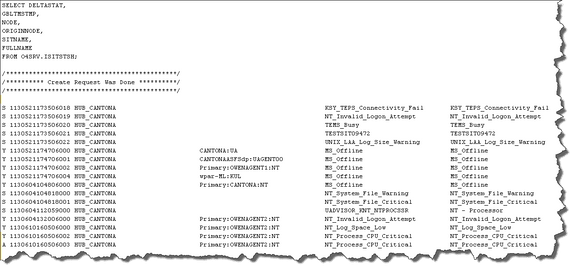 SELECT DELTASTAT,
GBLTMSTMP,
NODE,
ORIGINNODE,
SITNAME,
FULLNAME
FROM O4SRV.ISITSTSH;
/*********************************************/
/********** Create Request Was Done **********/
/*********************************************/
S 1130521173506018 HUB_CANTONA KSY_TEPS_Connectivity_Fail KSY_TEPS_Connectivity_Fail
S 1130521173506019 HUB_CANTONA NT_Invalid_Logon_Attempt NT_Invalid_Logon_Attempt
S 1130521173506020 HUB_CANTONA TEMS_Busy TEMS_Busy
S 1130521173506021 HUB_CANTONA TESTSIT09472 TESTSIT09472
S 1130521173506022 HUB_CANTONA UNIX_LAA_Log_Size_Warning UNIX_LAA_Log_Size_Warning
Y 1130521174706000 HUB_CANTONA CANTONA:UA MS_Offline MS_Offline
Y 1130521174706001 HUB_CANTONA CANTONAASFSdp:UAGENT00 MS_Offline MS_Offline
Y 1130521174706002 HUB_CANTONA Primary:OWENAGENT1:NT MS_Offline MS_Offline
Y 1130521174706004 HUB_CANTONA wpar-ML:KUL MS_Offline MS_Offline
Y 1130604104806000 HUB_CANTONA Primary:CANTONA:NT MS_Offline MS_Offline
S 1130604104818000 HUB_CANTONA NT_System_File_Warning NT_System_File_Warning
S 1130604104818001 HUB_CANTONA NT_System_File_Critical NT_System_File_Critical
S 1130604122059000 HUB_CANTONA UADVISOR_KNT_NTPROCSSR NT - Processor
Y 1130604132006000 HUB_CANTONA Primary:OWENAGENT2:NT NT_Invalid_Logon_Attempt NT_Invalid_Logon_Attempt
Y 1130610160506000 HUB_CANTONA Primary:OWENAGENT2:NT NT_Log_Space_Low NT_Log_Space_Low
Y 1130610160506002 HUB_CANTONA Primary:OWENAGENT2:NT NT_Process_CPU_Critical NT_Process_CPU_Critical
A 1130610160506003 HUB_CANTONA Primary:OWENAGENT2:NT NT_Process_CPU_Critical NT_Process_CPU_Critical